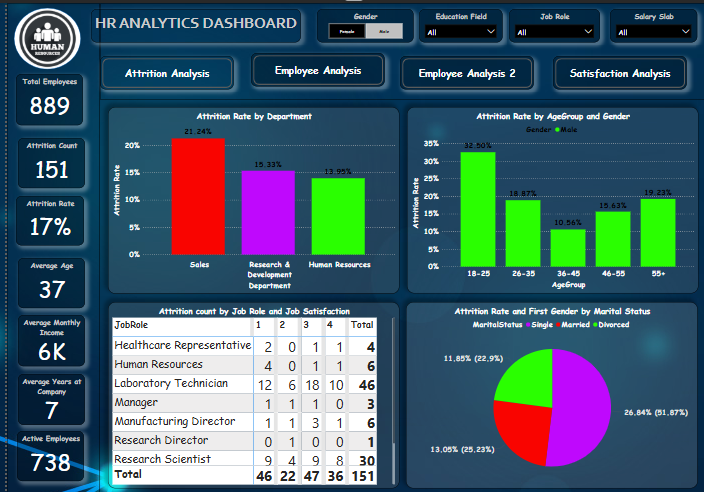 HUMAN
RESOURCES
HR ANALYTICS DASHBOARD
Gender
Female Male
Education Field
All
Job Role
All
Salary Slab
All
Attrition Analysis
Employee Analysis
Employee Analysis 2
Satisfaction Analysis
Total Employees
889
Attrition Count
151
Attrition Rate
17%
Average Age
37
Average Monthly
Income
6K
Average Years at
Company
7
Active Employees
738
Attrition Rate by Department
Attrition Rate
20%
15%
10%
5%
0%
21.24%
15.33%
13.95%
Sales
Research &
Development
Human Resources
Department
Attrition Rate by AgeGroup and Gender
Gender Male
Attrition Rate
35%
30%
25%
20%
15%
10%
5%
0%
32.50%
18.87%
10.56%
15.63%
19.23%
18-25 26-35 36-45 46-55 55+
AgeGroup
Attrition count by Job Role and Job Satisfaction
JobRole 1 2 3 4 Total
Healthcare Representative 2 0 1 1 4
Human Resources 4 0 1 1 6
Laboratory Technician 12 6 18 10 46
Manager 1 1 1 0 3
Manufacturing Director 1 1 3 1 6
Research Director 0 1 0 0 1
Research Scientist 9 4 9 8 30
Total 46 22 47 36 151
Attrition Rate and First Gender by Marital Status
MaritalStatus Single Married Divorced
11,85% (22,9%)
26,84% (51,87%)
13,05% (25,23%)